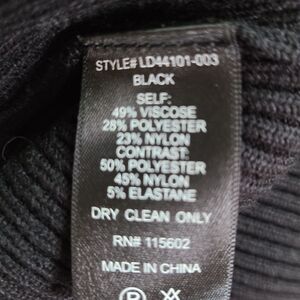 STYLE# LD44101-003
BLACK
SELF:
49% VISCOSE
28% POLYESTER
23% NYLON
CONTRAST:
50% POLYESTER
45% NYLON
5% ELASTANE
DRY CLEAN ONLY
RN# 115602
MADE IN CHINA
P